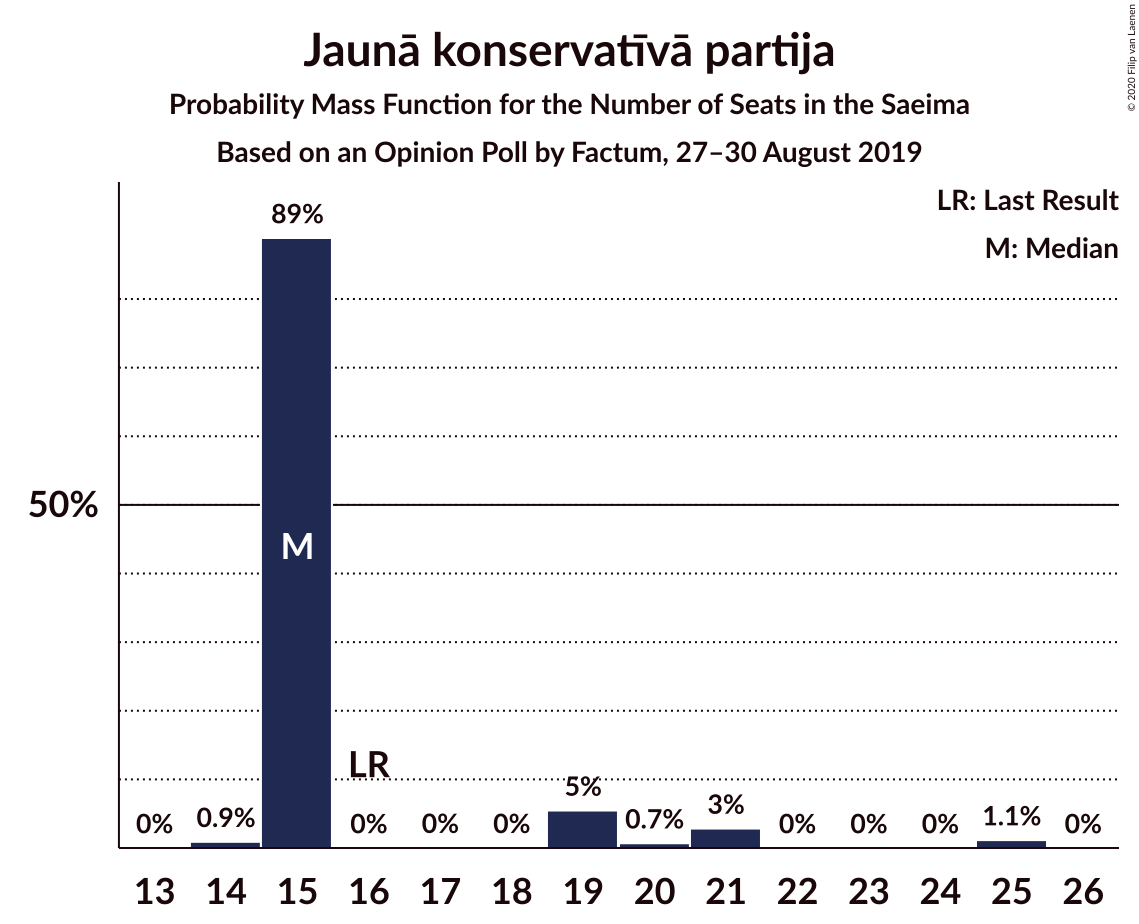 Jaunā konservatīvā partija
Probability Mass Function for the Number of Seats in the Saeima
Based on an Opinion Poll by Factum, 27–30 August 2019
© 2020 Filip van Laenen
LR: Last Result
M: Median
89%
50%
M
LR
0%
0.9%
0%
0%
0%
5%
0.7%
3%
0%
0%
0%
1.1%
0%
13 14 15 16 17 18 19 20 21 22 23 24 25 26